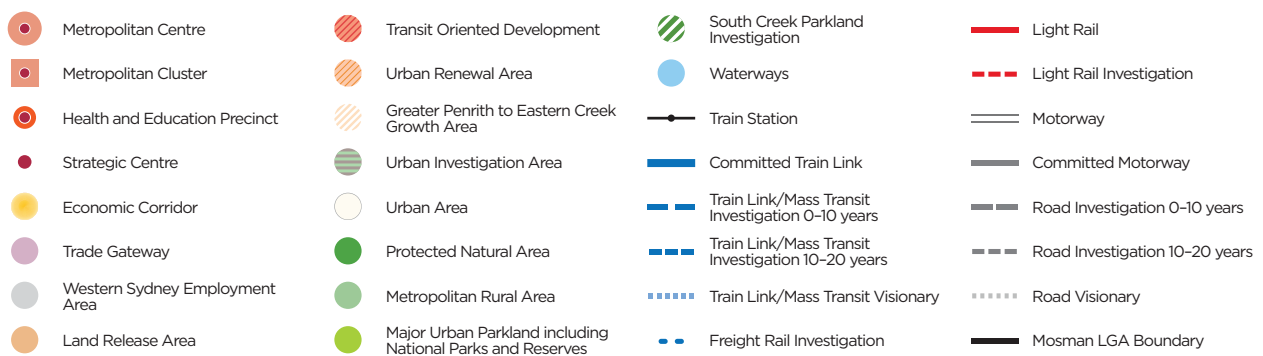 Metropolitan Centre
Metropolitan Cluster
Health and Education Precinct
Strategic Centre
Economic Corridor
Trade Gateway
Western Sydney Employment
Area
Land Release Area
Transit Oriented Development
Urban Renewal Area
Greater Penrith to Eastern Creek
Growth Area
Urban Investigation Area
Urban Area
Protected Natural Area
Metropolitan Rural Area
Major Urban Parkland including
National Parks and Reserves
South Creek Parkland
Investigation
Waterways
Train Station
Committed Train Link
Train Link/Mass Transit
Investigation 0–10 years
Train Link/Mass Transit
Investigation 10–20 years
Train Link/Mass Transit Visionary
Freight Rail Investigation
Light Rail
Light Rail Investigation
Motorway
Committed Motorway
Road Investigation 0–10 years
Road Investigation 10–20 years
Road Visionary
Mosman LGA Boundary